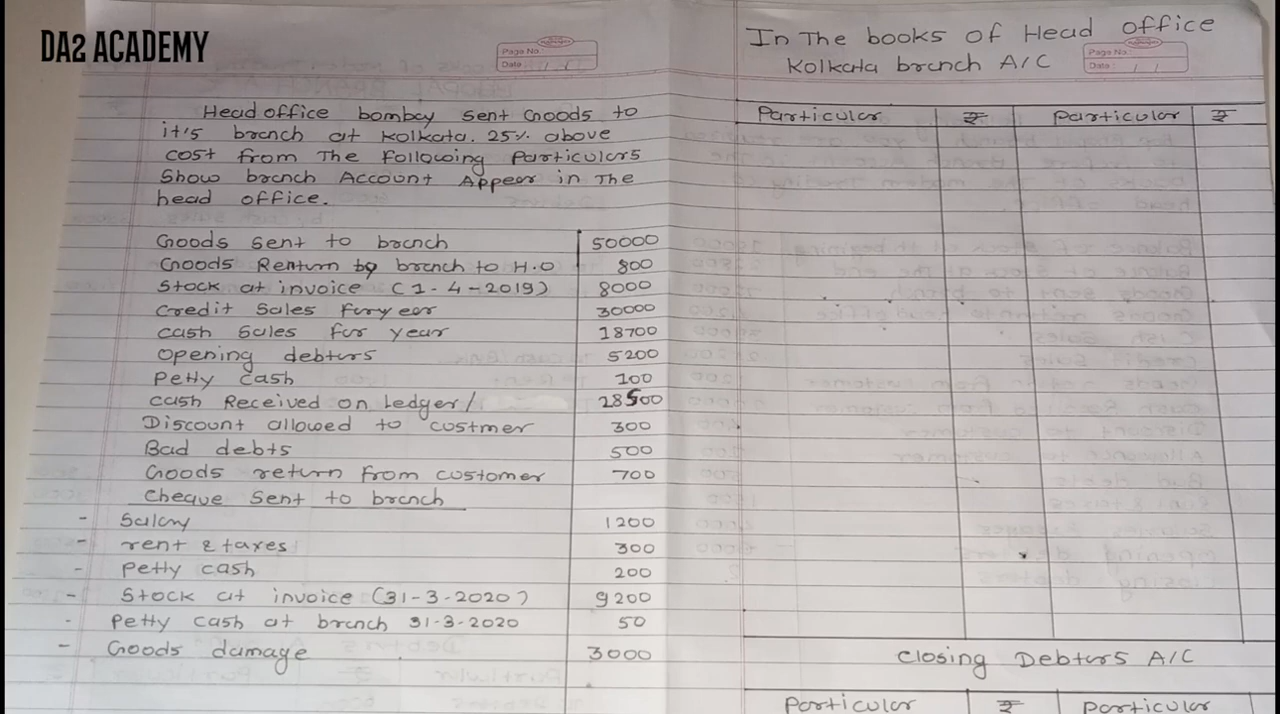 DA2 ACADEMY
Page No.
Date
Head office bombay sent Goods to
it's branch at Kolkata. 25% above
cost from The Following Particulars
Show branch Account Appear in The
head office.
Goods sent to branch 50000
Goods Renturn by branch to H.O 800
Stock at invoice (1-4-2019) 8000
Credit Sales for year 30000
cash Sales for year 18700
opening debtors 5200
Petty cash 100
cash Received on ledger/ 28500
Discount allowed to custmer 300
Bad debts 500
Goods return from customer 700
Cheque sent to branch
- Salary 1200
- rent & taxes 300
- Petty cash 200
- Stock at invoice (31-3-2020) 9200
- Petty cash at branch 31-3-2020 50
- Goods damage 3000
In The books of Head office
Kolkata branch A/C
Page No.
Date
Particular ₹ Particular ₹
Closing Debtors A/C
Particular ₹ Particular